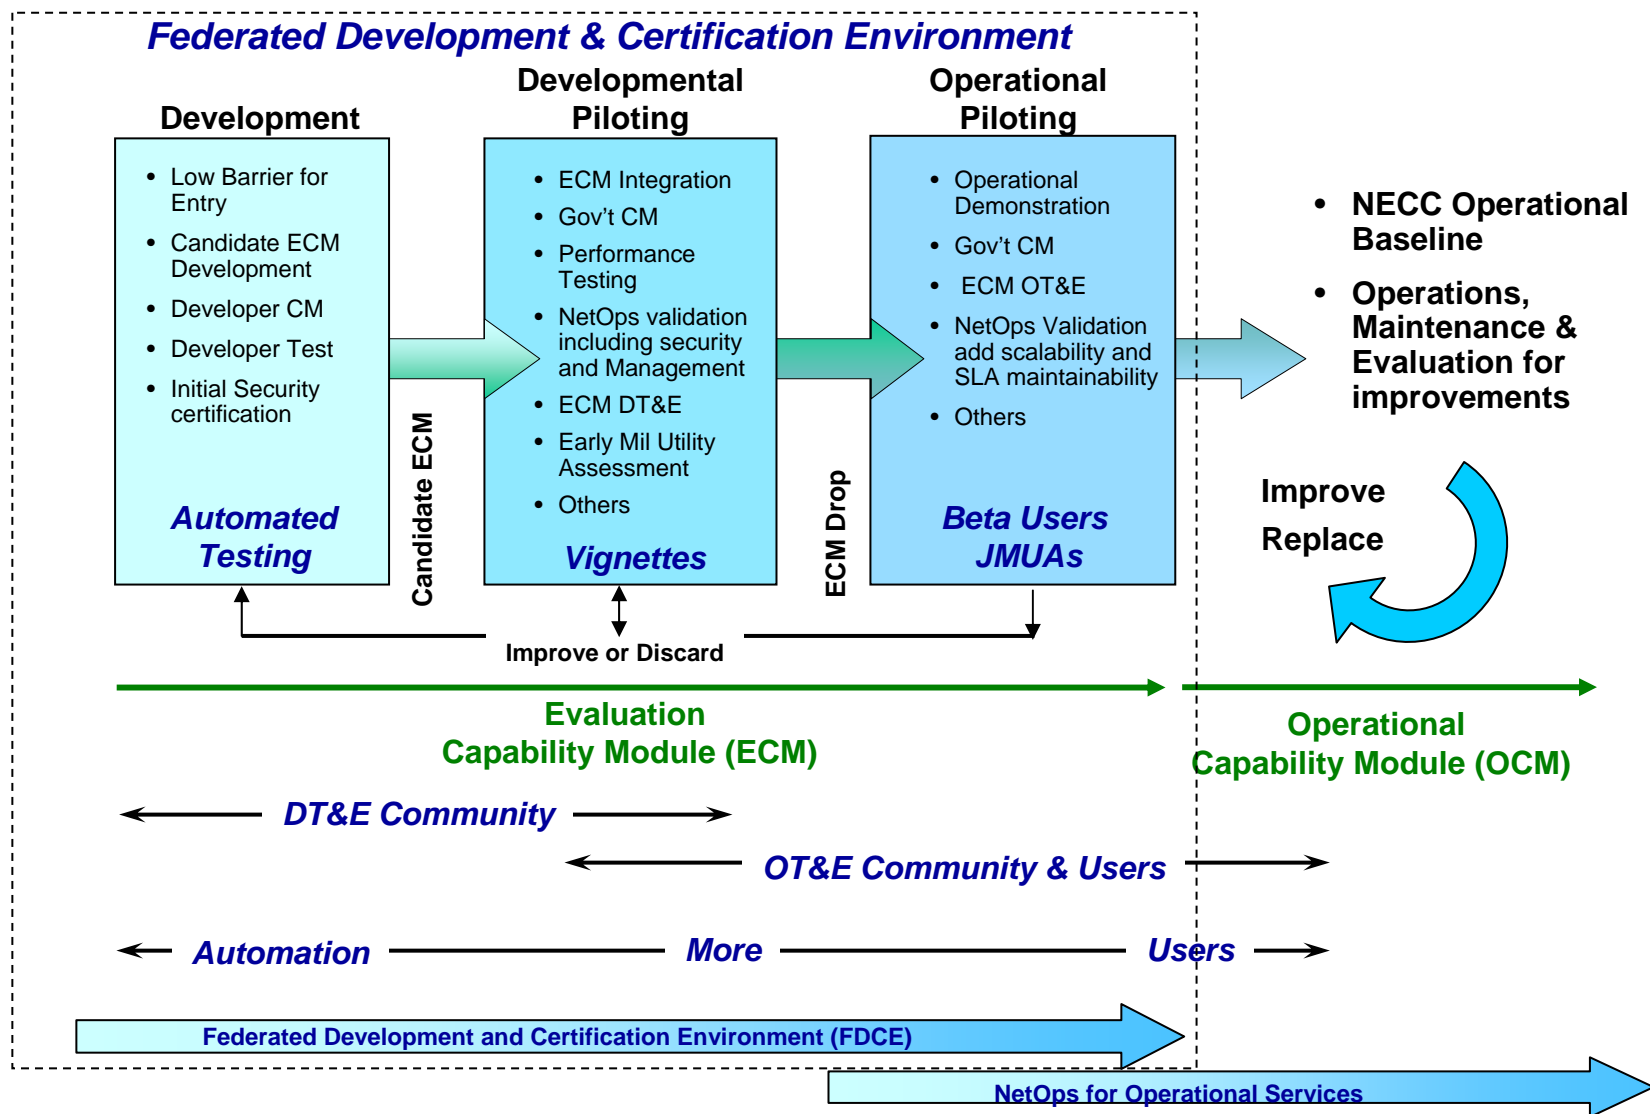 Federated Development & Certification Environment
Development
• Low Barrier for
Entry
• Candidate ECM
Development
• Developer CM
• Developer Test
• Initial Security
certification
Automated
Testing
Candidate ECM
Developmental
Piloting
• ECM Integration
• Gov't CM
• Performance
Testing
• NetOps validation
including security
and Management
• ECM DT&E
• Early Mil Utility
Assessment
• Others
Vignettes
ECM Drop
Operational
Piloting
• Operational
Demonstration
• Gov't CM
• ECM OT&E
• NetOps Validation
add scalability and
SLA maintainability
• Others
Beta Users
JMUAs
• NECC Operational
Baseline
• Operations,
Maintenance &
Evaluation for
improvements
Improve
Replace
Improve or Discard
Evaluation
Capability Module (ECM)
Operational
Capability Module (OCM)
DT&E Community
OT&E Community & Users
Automation More Users
Federated Development and Certification Environment (FDCE)
NetOps for Operational Services